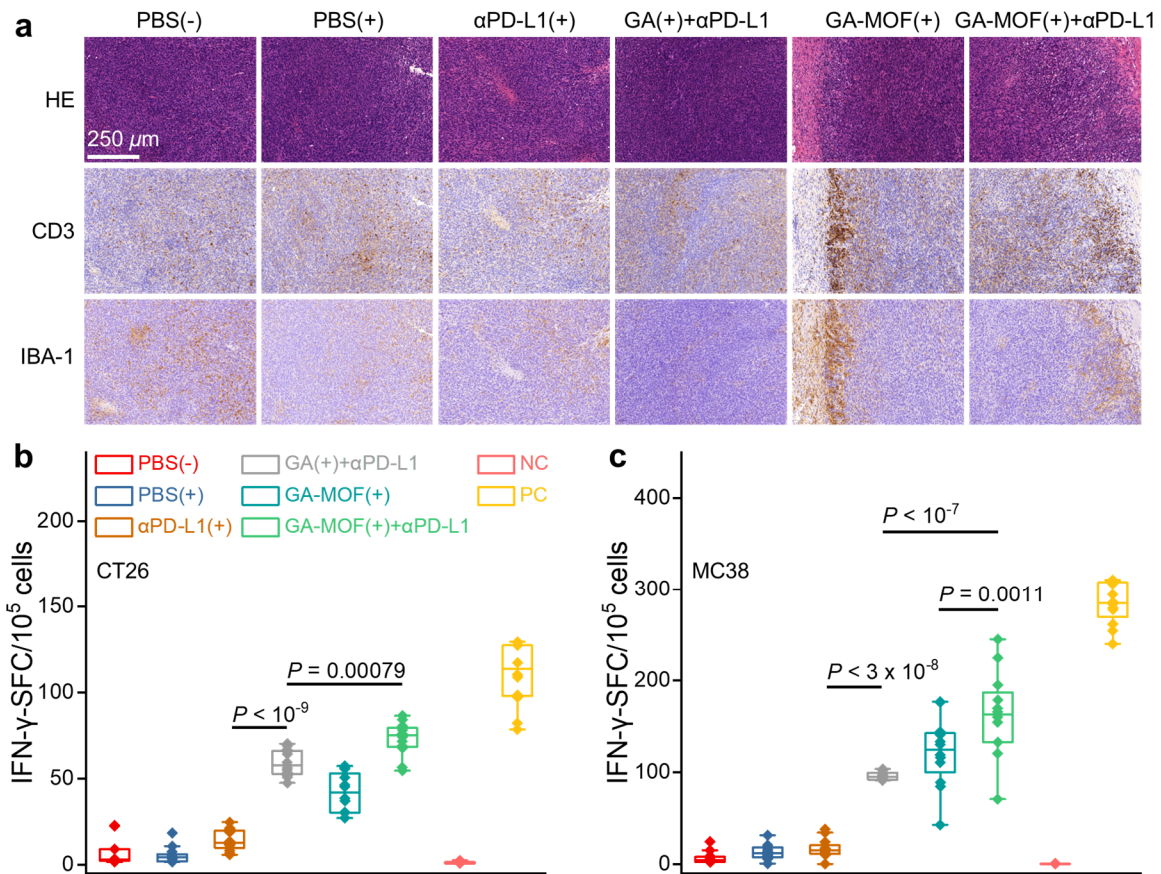 a
PBS(-) PBS(+) αPD-L1(+) GA(+)+αPD-L1 GA-MOF(+) GA-MOF(+)+αPD-L1
HE
250 µm
CD3
IBA-1
b
PBS(-) GA(+)+αPD-L1 NC
PBS(+) GA-MOF(+) PC
αPD-L1(+) GA-MOF(+)+αPD-L1
CT26
IFN-γ-SFC/10⁵ cells
200
150
100
50
0
P = 0.00079
P < 10⁻⁹
c
MC38
IFN-γ-SFC/10⁵ cells
400
300
200
100
0
P < 10⁻⁷
P = 0.0011
P < 3 x 10⁻⁸